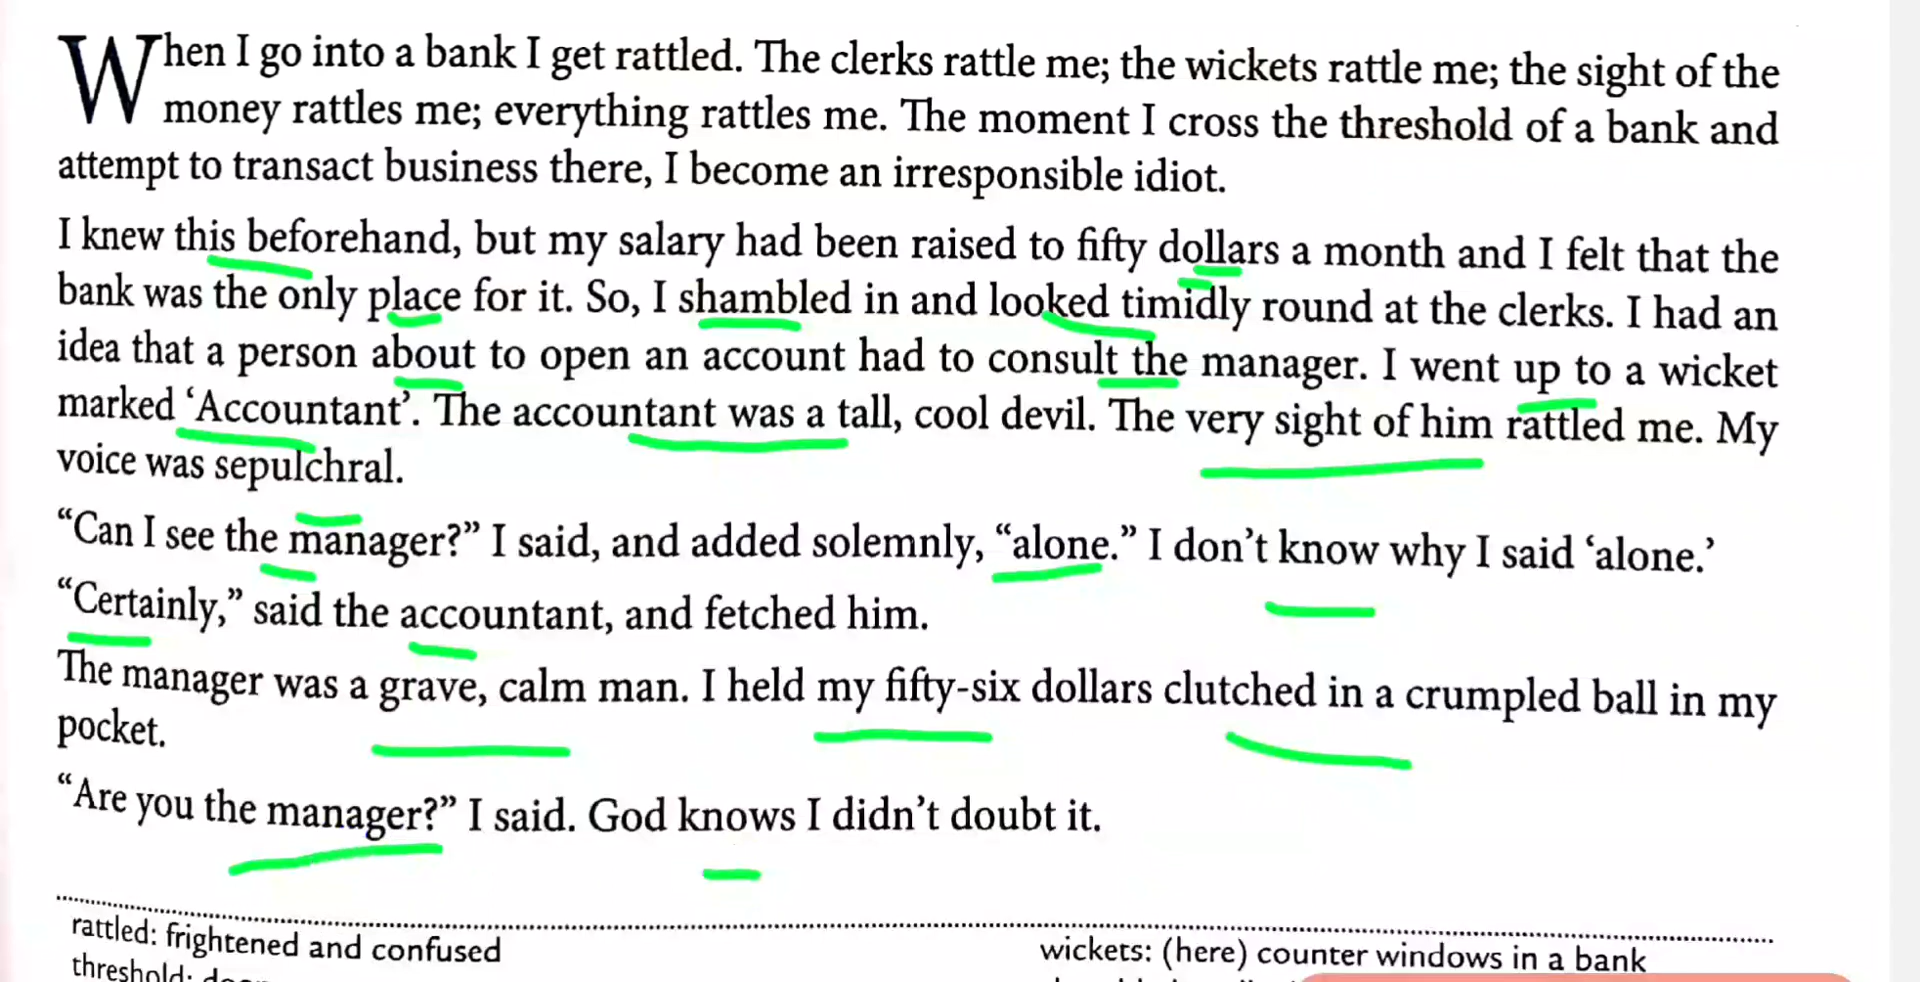 When I go into a bank I get rattled. The clerks rattle me; the wickets rattle me; the sight of the
money rattles me; everything rattles me. The moment I cross the threshold of a bank and
attempt to transact business there, I become an irresponsible idiot.
I knew this beforehand, but my salary had been raised to fifty dollars a month and I felt that the
bank was the only place for it. So, I shambled in and looked timidly round at the clerks. I had an
idea that a person about to open an account had to consult the manager. I went up to a wicket
marked ‘Accountant’. The accountant was a tall, cool devil. The very sight of him rattled me. My
voice was sepulchral.
“Can I see the manager?” I said, and added solemnly, “alone.” I don’t know why I said ‘alone.’
“Certainly,” said the accountant, and fetched him.
The manager was a grave, calm man. I held my fifty-six dollars clutched in a crumpled ball in my
pocket.
“Are you the manager?” I said. God knows I didn’t doubt it.
rattled: frightened and confused
wickets: (here) counter windows in a bank
threshold: